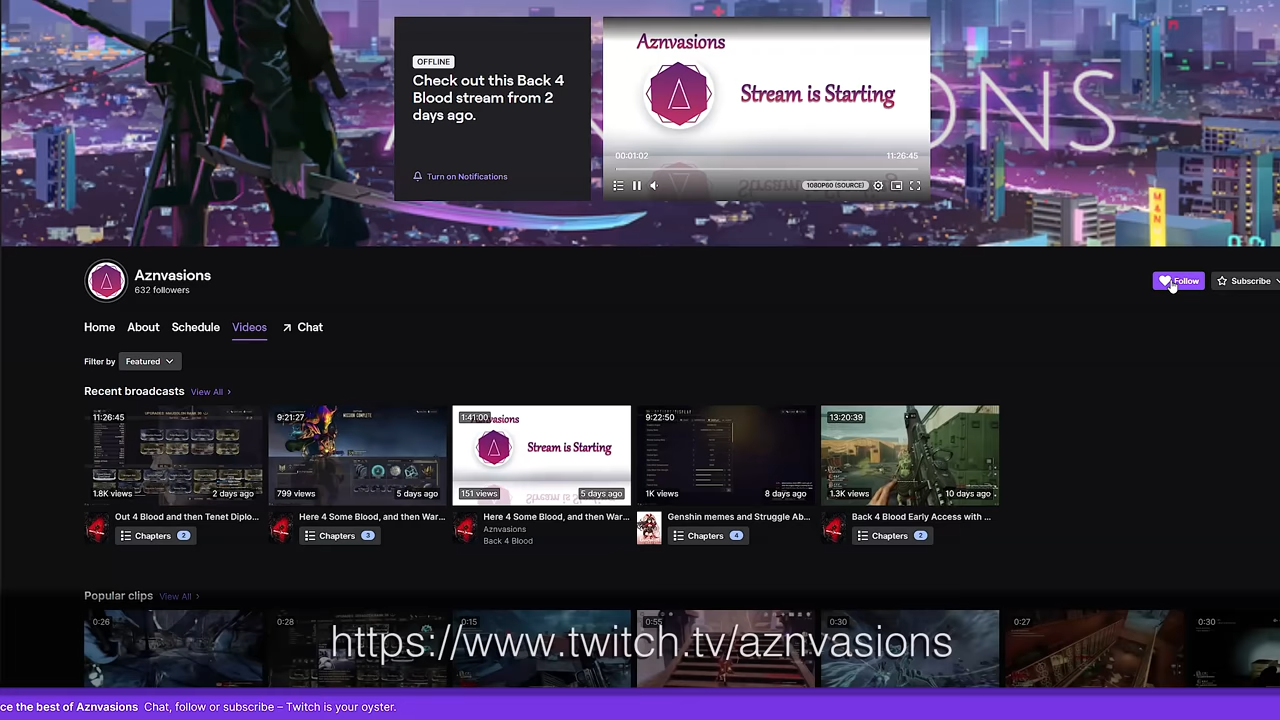 Aznvasions
Stream is Starting
OFFLINE
Check out this Back 4
Blood stream from 2
days ago.
Turn on Notifications
00:01:02
11:26:45
1080P60 (SOURCE)
ONS
MAN
Aznvasions
632 followers
Follow
Subscribe
Home
About
Schedule
Videos
Chat
Filter by
Featured
Recent broadcasts
View All
11:26:45
1.8K views
2 days ago
9:21:27
MISSION COMPLETE
799 views
5 days ago
1:41:00
asions
Stream is Starting
151 views
5 days ago
9:22:50
1K views
8 days ago
13:20:39
1.3K views
10 days ago
Out 4 Blood and then Tenet Diplo...
Chapters 2
Here 4 Some Blood, and then War...
Chapters 3
Here 4 Some Blood, and then War...
Aznvasions
Back 4 Blood
Genshin memes and Struggle Ab...
Chapters 4
Back 4 Blood Early Access with ...
Chapters 2
Popular clips
View All
0:26
0:28
0:15
0:55
0:30
0:27
0:30
https://www.twitch.tv/aznvasions
ce the best of Aznvasions
Chat, follow or subscribe – Twitch is your oyster.